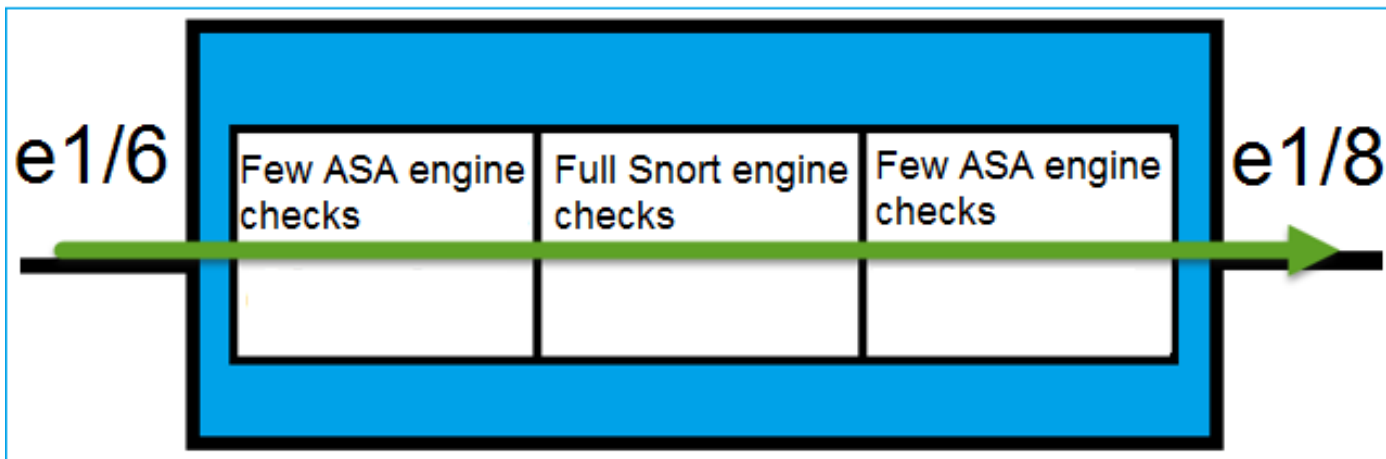 e1/6
Few ASA engine
checks
Full Snort engine
checks
Few ASA engine
checks
e1/8